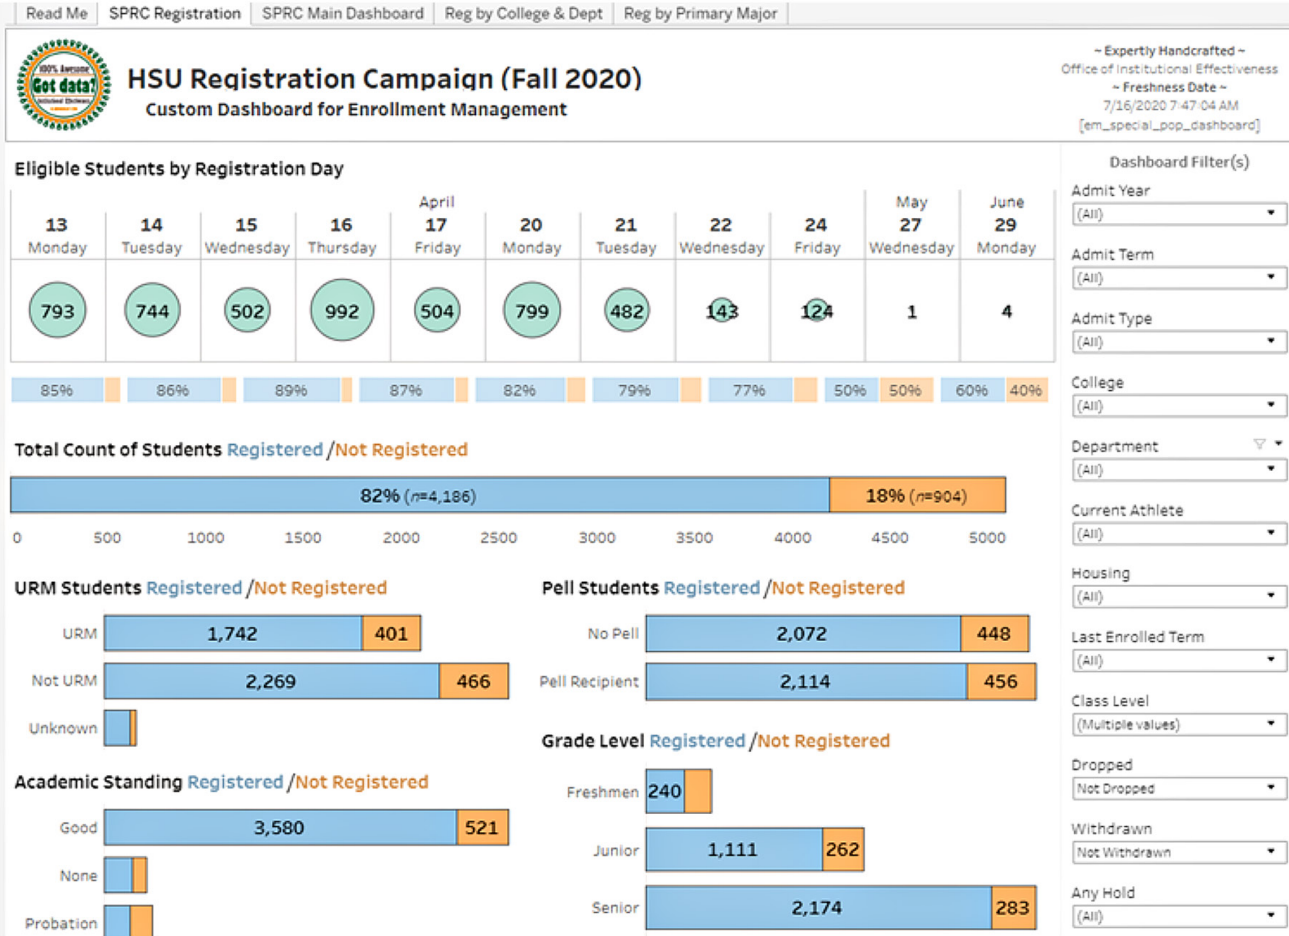 Read Me SPRC Registration SPRC Main Dashboard Reg by College & Dept Reg by Primary Major
100% Awesome
Got data?
Institutional Effectiveness
HSU Registration Campaign (Fall 2020)
Custom Dashboard for Enrollment Management
~ Expertly Handcrafted ~
Office of Institutional Effectiveness
~ Freshness Date ~
7/16/2020 7:47:04 AM
[em_special_pop_dashboard]
Eligible Students by Registration Day
April May June
13 14 15 16 17 20 21 22 24 27 29
Monday Tuesday Wednesday Thursday Friday Monday Tuesday Wednesday Friday Wednesday Monday
793 744 502 992 504 799 482 143 124 1 4
85% 86% 89% 87% 82% 79% 77% 50% 50% 60% 40%
Total Count of Students Registered /Not Registered
82% (n=4,186) 18% (n=904)
0 500 1000 1500 2000 2500 3000 3500 4000 4500 5000
URM Students Registered /Not Registered
URM 1,742 401
Not URM 2,269 466
Unknown
Academic Standing Registered /Not Registered
Good 3,580 521
None
Probation
Pell Students Registered /Not Registered
No Pell 2,072 448
Pell Recipient 2,114 456
Grade Level Registered /Not Registered
Freshmen 240
Junior 1,111 262
Senior 2,174 283
Dashboard Filter(s)
Admit Year
(All)
Admit Term
(All)
Admit Type
(All)
College
(All)
Department
(All)
Current Athlete
(All)
Housing
(All)
Last Enrolled Term
(All)
Class Level
(Multiple values)
Dropped
Not Dropped
Withdrawn
Not Withdrawn
Any Hold
(All)